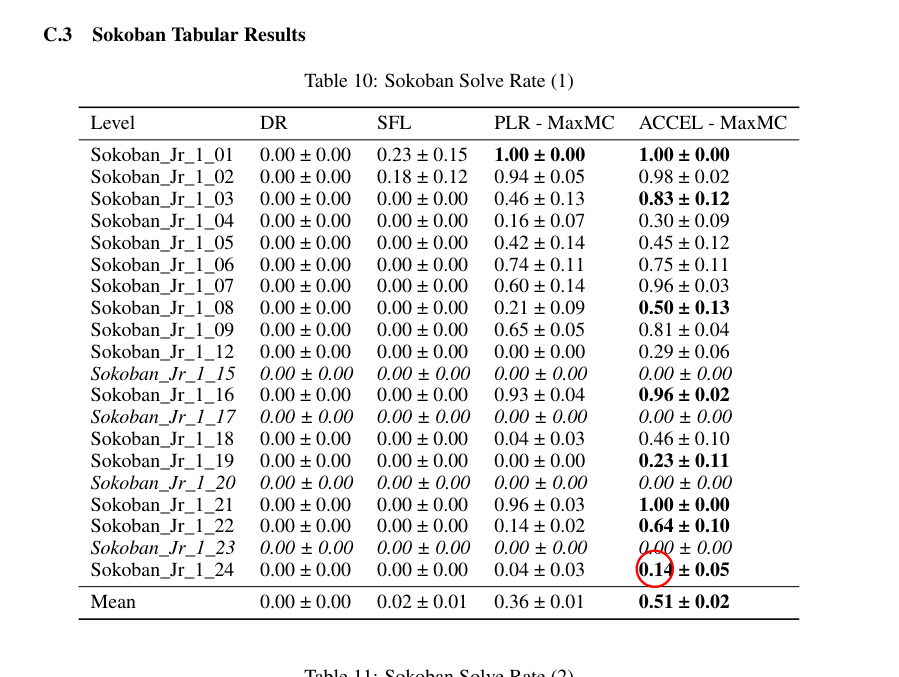 C.3 Sokoban Tabular Results
Table 10: Sokoban Solve Rate (1)
Level DR SFL PLR - MaxMC ACCEL - MaxMC
Sokoban_Jr_1_01 0.00 ± 0.00 0.23 ± 0.15 1.00 ± 0.00 1.00 ± 0.00
Sokoban_Jr_1_02 0.00 ± 0.00 0.18 ± 0.12 0.94 ± 0.05 0.98 ± 0.02
Sokoban_Jr_1_03 0.00 ± 0.00 0.00 ± 0.00 0.46 ± 0.13 0.83 ± 0.12
Sokoban_Jr_1_04 0.00 ± 0.00 0.00 ± 0.00 0.16 ± 0.07 0.30 ± 0.09
Sokoban_Jr_1_05 0.00 ± 0.00 0.00 ± 0.00 0.42 ± 0.14 0.45 ± 0.12
Sokoban_Jr_1_06 0.00 ± 0.00 0.00 ± 0.00 0.74 ± 0.11 0.75 ± 0.11
Sokoban_Jr_1_07 0.00 ± 0.00 0.00 ± 0.00 0.60 ± 0.14 0.96 ± 0.03
Sokoban_Jr_1_08 0.00 ± 0.00 0.00 ± 0.00 0.21 ± 0.09 0.50 ± 0.13
Sokoban_Jr_1_09 0.00 ± 0.00 0.00 ± 0.00 0.65 ± 0.05 0.81 ± 0.04
Sokoban_Jr_1_12 0.00 ± 0.00 0.00 ± 0.00 0.00 ± 0.00 0.29 ± 0.06
Sokoban_Jr_1_15 0.00 ± 0.00 0.00 ± 0.00 0.00 ± 0.00 0.00 ± 0.00
Sokoban_Jr_1_16 0.00 ± 0.00 0.00 ± 0.00 0.93 ± 0.04 0.96 ± 0.02
Sokoban_Jr_1_17 0.00 ± 0.00 0.00 ± 0.00 0.00 ± 0.00 0.00 ± 0.00
Sokoban_Jr_1_18 0.00 ± 0.00 0.00 ± 0.00 0.04 ± 0.03 0.46 ± 0.10
Sokoban_Jr_1_19 0.00 ± 0.00 0.00 ± 0.00 0.00 ± 0.00 0.23 ± 0.11
Sokoban_Jr_1_20 0.00 ± 0.00 0.00 ± 0.00 0.00 ± 0.00 0.00 ± 0.00
Sokoban_Jr_1_21 0.00 ± 0.00 0.00 ± 0.00 0.96 ± 0.03 1.00 ± 0.00
Sokoban_Jr_1_22 0.00 ± 0.00 0.00 ± 0.00 0.14 ± 0.02 0.64 ± 0.10
Sokoban_Jr_1_23 0.00 ± 0.00 0.00 ± 0.00 0.00 ± 0.00 0.00 ± 0.00
Sokoban_Jr_1_24 0.00 ± 0.00 0.00 ± 0.00 0.04 ± 0.03 0.14 ± 0.05
Mean 0.00 ± 0.00 0.02 ± 0.01 0.36 ± 0.01 0.51 ± 0.02
Table 11: Sokoban Solve Rate (2)